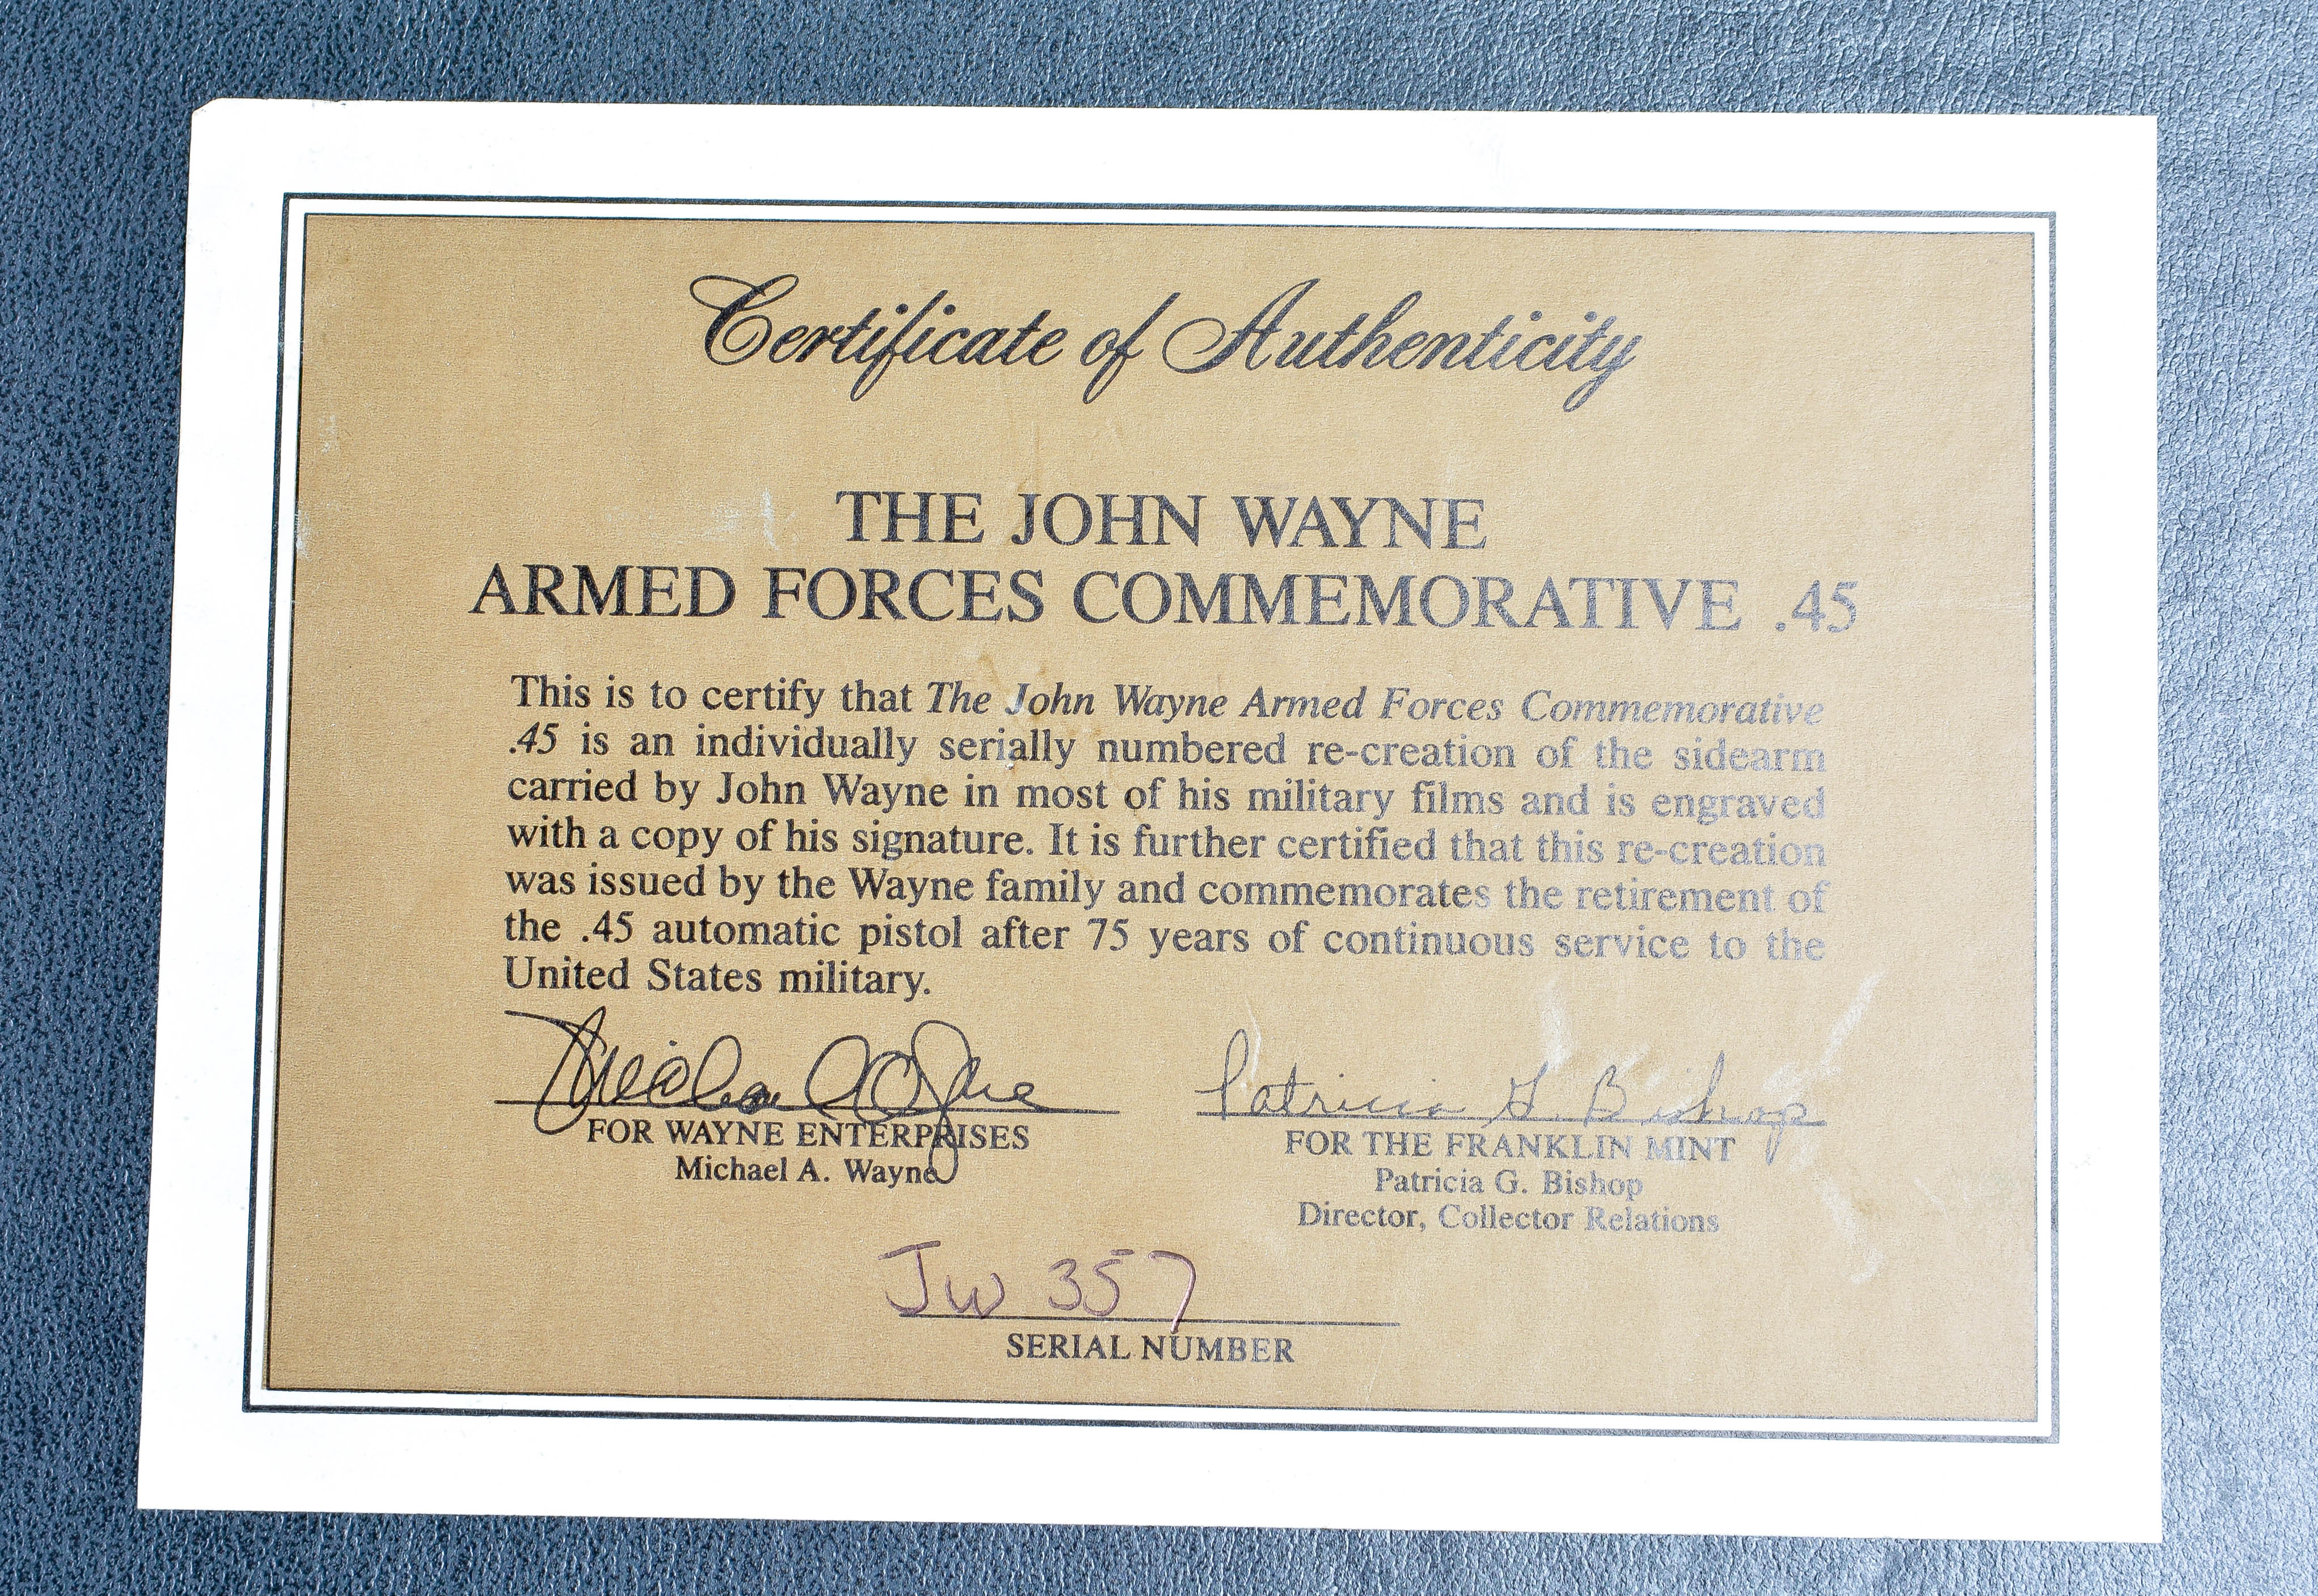 Certificate of Authenticity
THE JOHN WAYNE
ARMED FORCES COMMEMORATIVE .45
This is to certify that The John Wayne Armed Forces Commemorative
.45 is an individually serially numbered re-creation of the sidearm
carried by John Wayne in most of his military films and is engraved
with a copy of his signature. It is further certified that this re-creation
was issued by the Wayne family and commemorates the retirement of
the .45 automatic pistol after 75 years of continuous service to the
United States military.
Michael A Wayne
FOR WAYNE ENTERPRISES
Michael A. Wayne
Patricia G. Bishop
FOR THE FRANKLIN MINT
Patricia G. Bishop
Director, Collector Relations
JW 357
SERIAL NUMBER